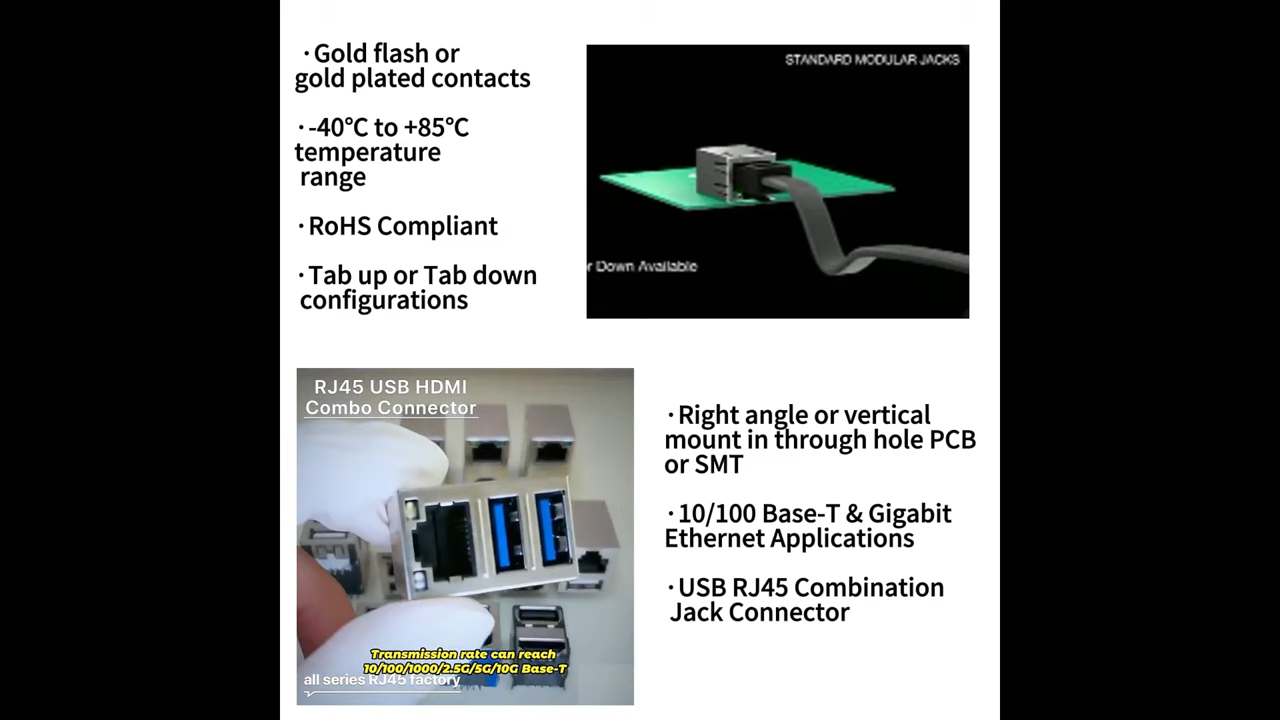 ·Gold flash or
gold plated contacts
·-40℃ to +85℃
temperature
range
·RoHS Compliant
·Tab up or Tab down
configurations
STANDARD MODULAR JACKS
r Down Available
RJ45 USB HDMI
Combo Connector
Transmission rate can reach
10/100/1000/2.5G/5G/10G Base-T
all series RJ45 factory
·Right angle or vertical
mount in through hole PCB
or SMT
·10/100 Base-T & Gigabit
Ethernet Applications
·USB RJ45 Combination
Jack Connector